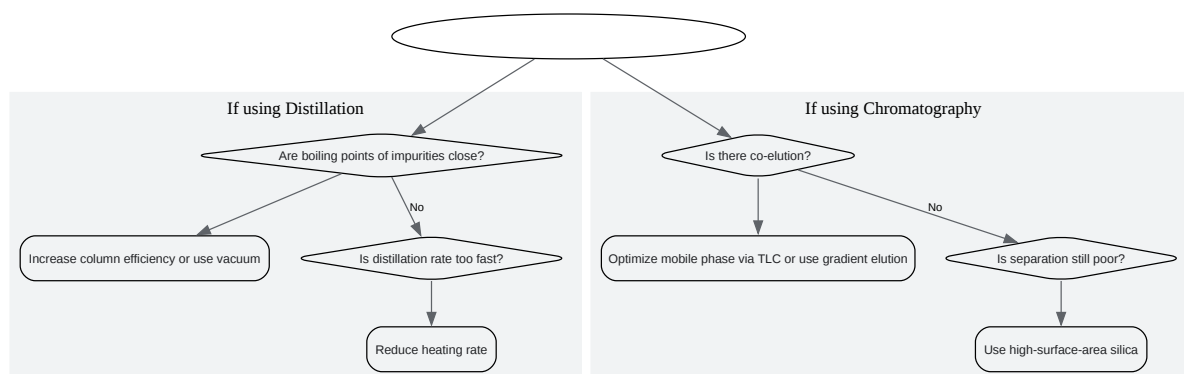 If using Distillation
If using Chromatography
Are boiling points of impurities close?
Is there co-elution?
No
No
Increase column efficiency or use vacuum
Is distillation rate too fast?
Optimize mobile phase via TLC or use gradient elution
Is separation still poor?
Reduce heating rate
Use high-surface-area silica